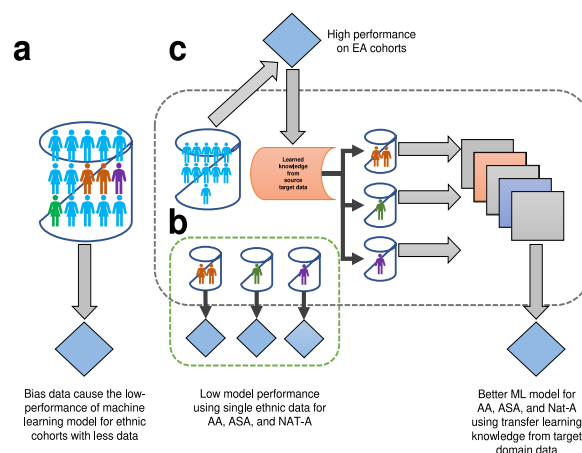 a
c
High performance
on EA cohorts
Learned
knowledge
from
source
target data
b
Bias data cause the low-
performance of machine
learning model for ethnic
cohorts with less data
Low model performance
using single ethnic data for
AA, ASA, and NAT-A
Better ML model for
AA, ASA, and Nat-A
using transfer learning
knowledge from target
domain data